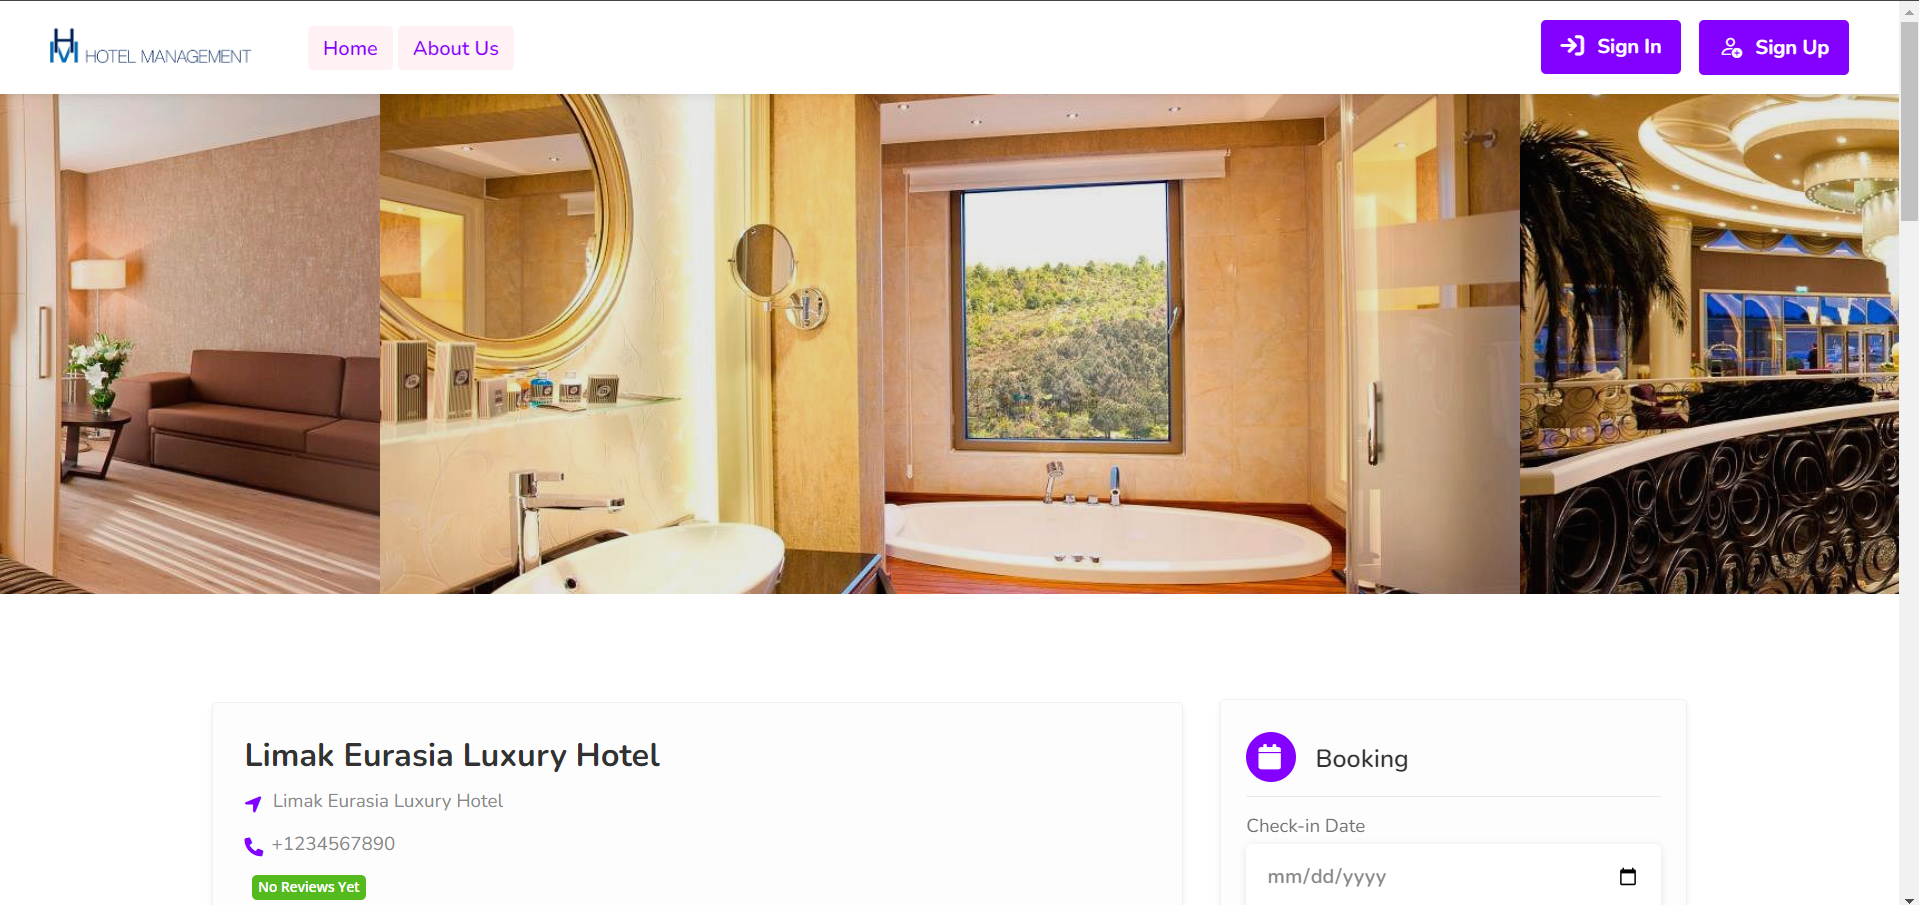 HOTEL MANAGEMENT
Home
About Us
Sign In
Sign Up
Limak Eurasia Luxury Hotel
Limak Eurasia Luxury Hotel
+1234567890
No Reviews Yet
Booking
Check-in Date
mm/dd/yyyy